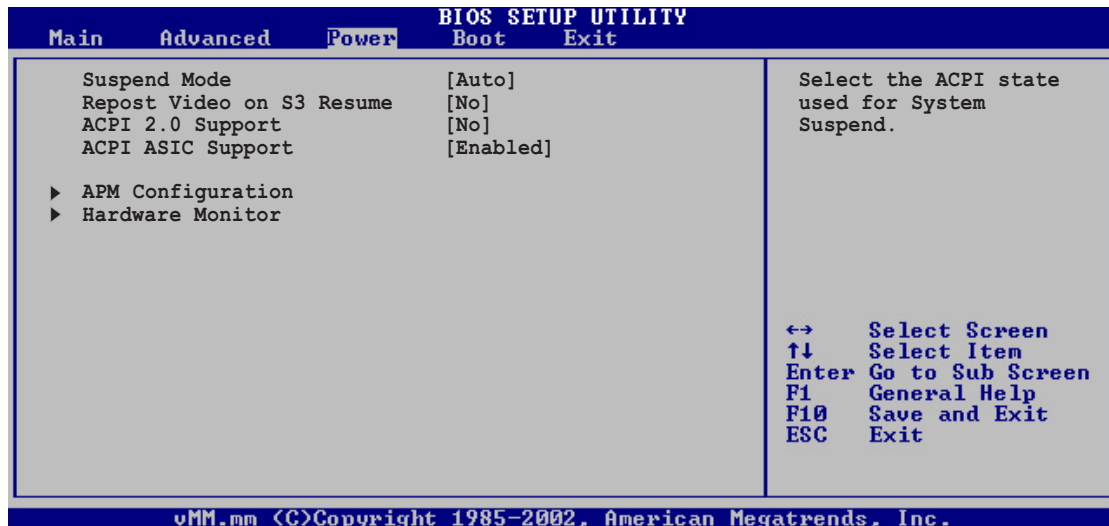 BIOS SETUP UTILITY
Main Advanced Power Boot Exit
Suspend Mode [Auto]
Repost Video on S3 Resume [No]
ACPI 2.0 Support [No]
ACPI ASIC Support [Enabled]
APM Configuration
Hardware Monitor
Select the ACPI state
used for System
Suspend.
←→ Select Screen
↑↓ Select Item
Enter Go to Sub Screen
F1 General Help
F10 Save and Exit
ESC Exit
vMM.mm (C)Copyright 1985-2002, American Megatrends, Inc.